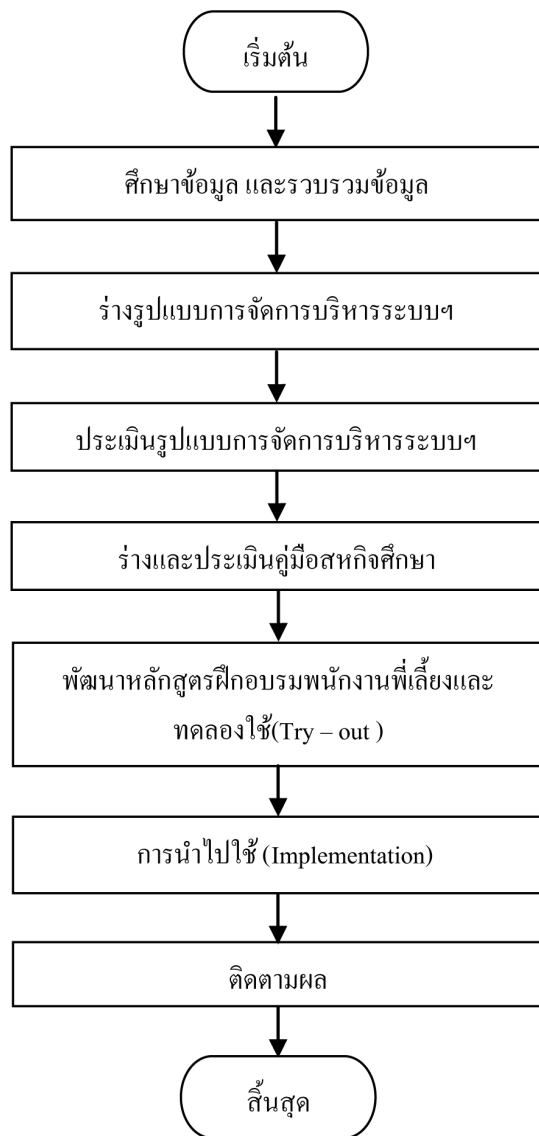 เริ่มต้น
ศึกษาข้อมูล และรวบรวมข้อมูล
ร่างรูปแบบการจัดการบริหารระบบฯ
ประเมินรูปแบบการจัดการบริหารระบบฯ
ร่างและประเมินคู่มือสหกิจศึกษา
พัฒนาหลักสูตรฝึกอบรมพนักงานพี่เลี้ยงและ
ทดลองใช้(Try – out )
การนำไปใช้ (Implementation)
ติดตามผล
สิ้นสุด